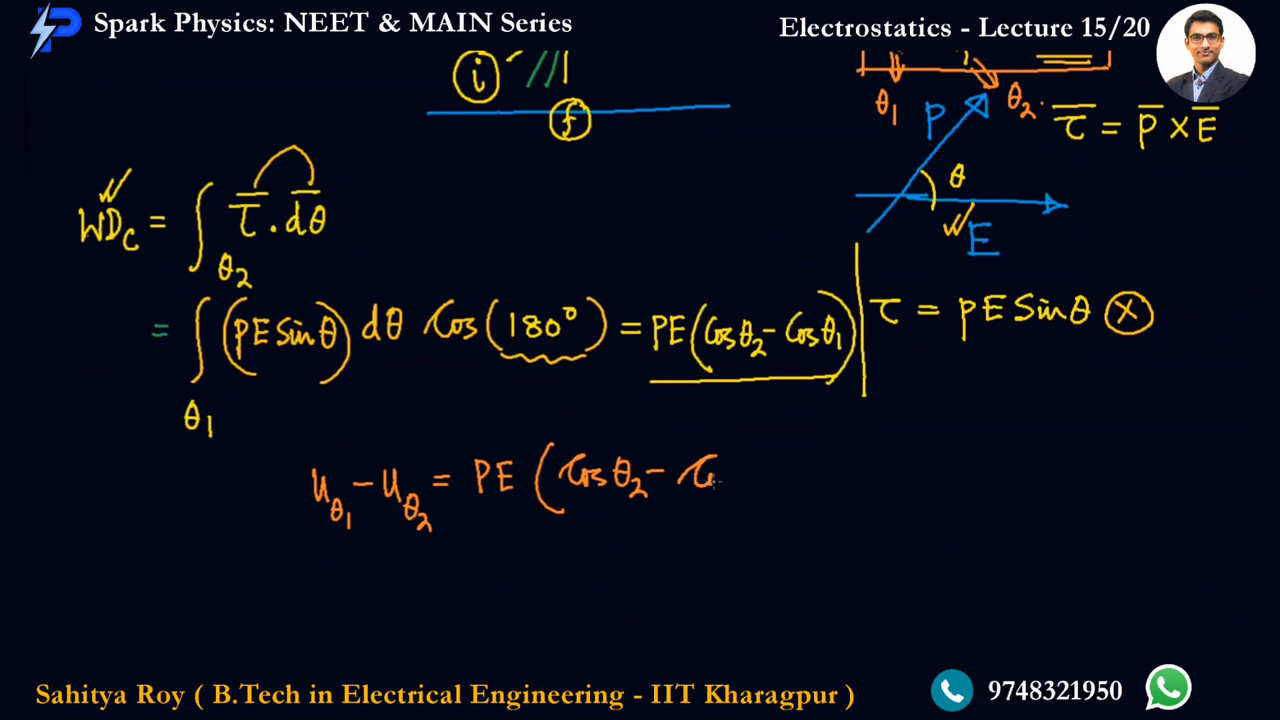 Spark Physics: NEET & MAIN Series
Electrostatics - Lecture 15/20
i
f
θ1
θ2.
P
θ
E
τ̅ = P̅ × E̅
WDc = ∫ τ̅ . dθ̅
θ2
= ∫ (PE Sinθ) dθ Cos (180°) = PE (Cosθ2 - Cosθ1)
θ1
τ = PE Sinθ ⓧ
Uθ1 - Uθ2 = PE ( Cosθ2 -
Sahitya Roy ( B.Tech in Electrical Engineering - IIT Kharagpur )
9748321950